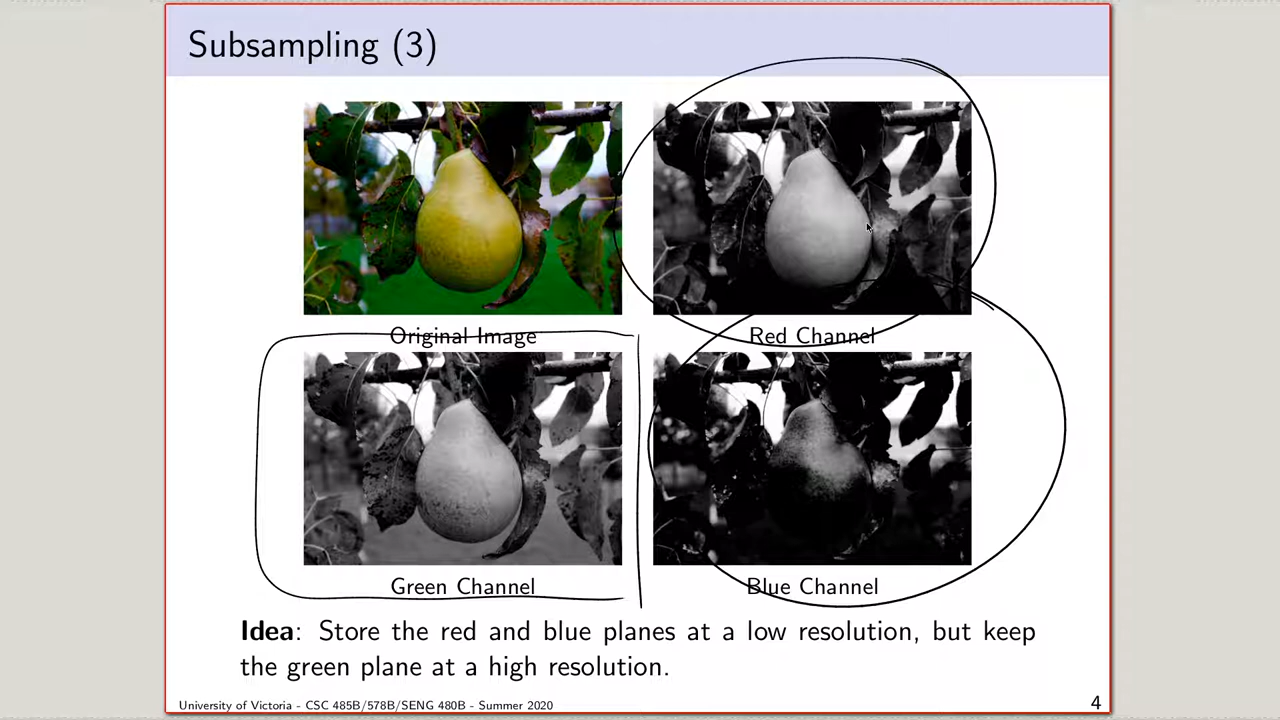 Subsampling (3)
Original Image
Red Channel
Green Channel
Blue Channel
Idea: Store the red and blue planes at a low resolution, but keep
the green plane at a high resolution.
University of Victoria - CSC 485B/578B/SENG 480B - Summer 2020
4